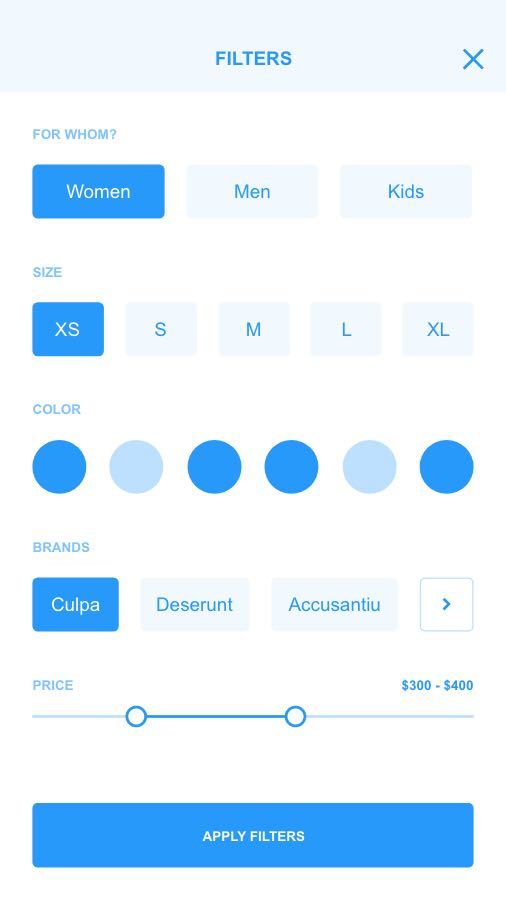 FILTERS
FOR WHOM?
Women Men Kids
SIZE
XS S M L XL
COLOR
BRANDS
Culpa Deserunt Accusantiu
PRICE $300 - $400
APPLY FILTERS